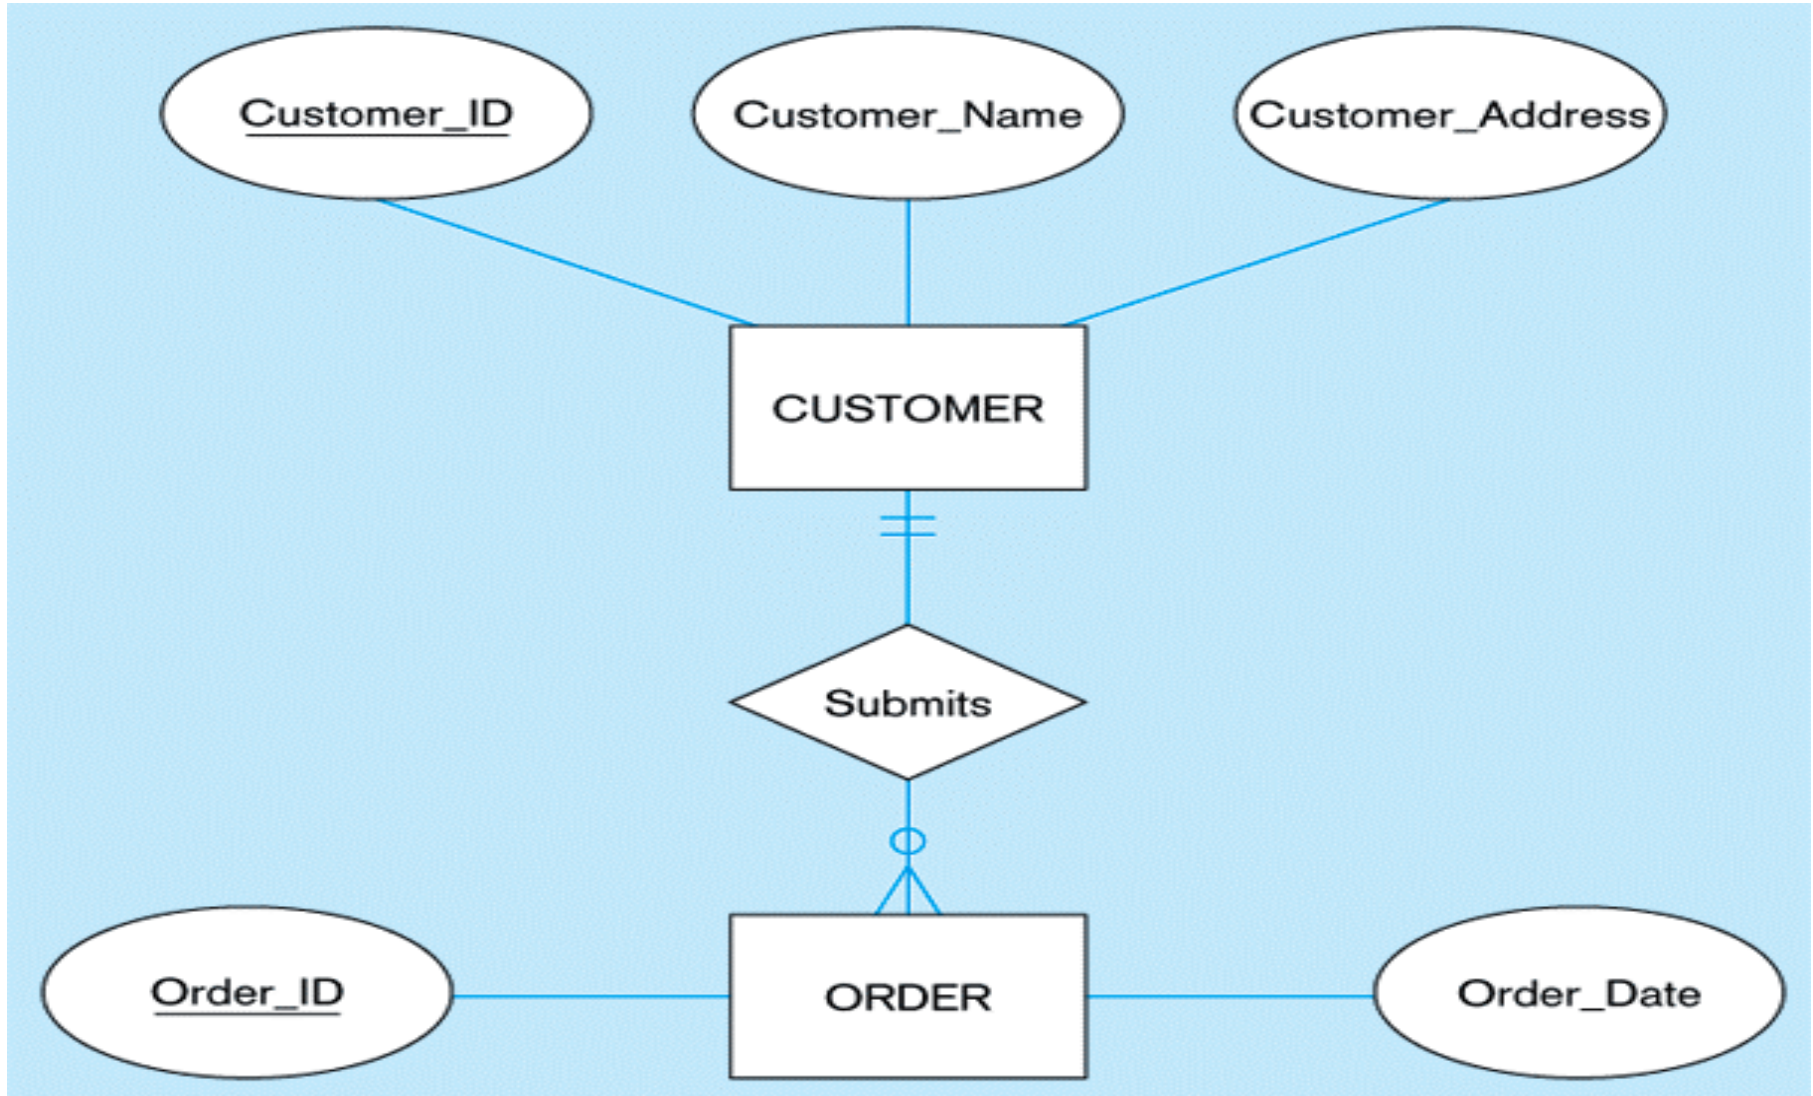 Customer_ID
Customer_Name
Customer_Address
CUSTOMER
Submits
Order_ID
ORDER
Order_Date